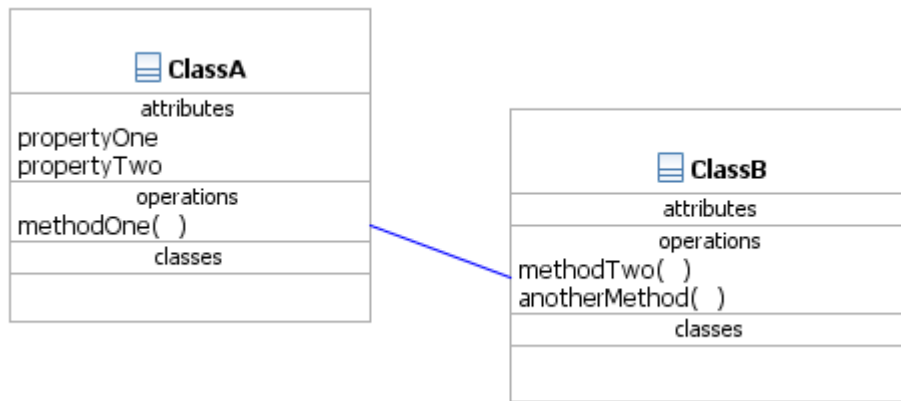 ClassA
attributes
propertyOne
propertyTwo
operations
methodOne( )
classes
ClassB
attributes
operations
methodTwo( )
anotherMethod( )
classes